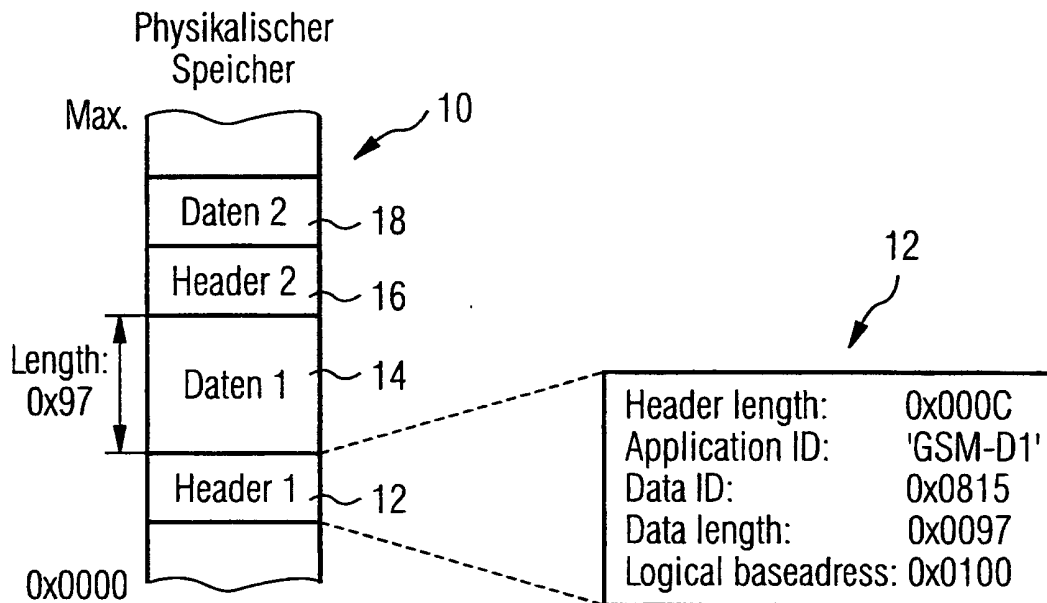 Physikalischer
Speicher
Max.
10
Daten 2
18
Header 2
16
Length:
0x97
Daten 1
14
Header 1
12
0x0000
12
Header length: 0x000C
Application ID: 'GSM-D1'
Data ID: 0x0815
Data length: 0x0097
Logical baseadress: 0x0100